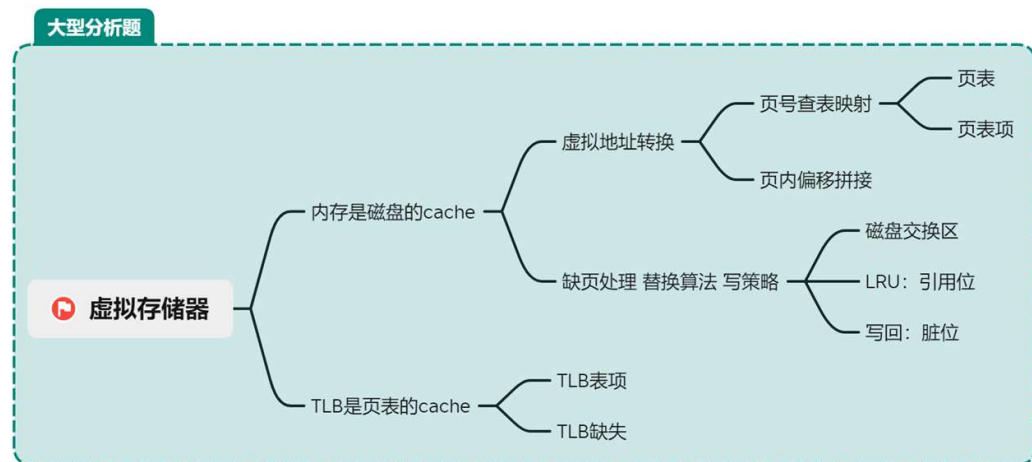 大型分析题
页表
页号查表映射
页表项
虚拟地址转换
页内偏移拼接
内存是磁盘的cache
磁盘交换区
缺页处理 替换算法 写策略
LRU：引用位
写回：脏位
虚拟存储器
TLB表项
TLB是页表的cache
TLB缺失